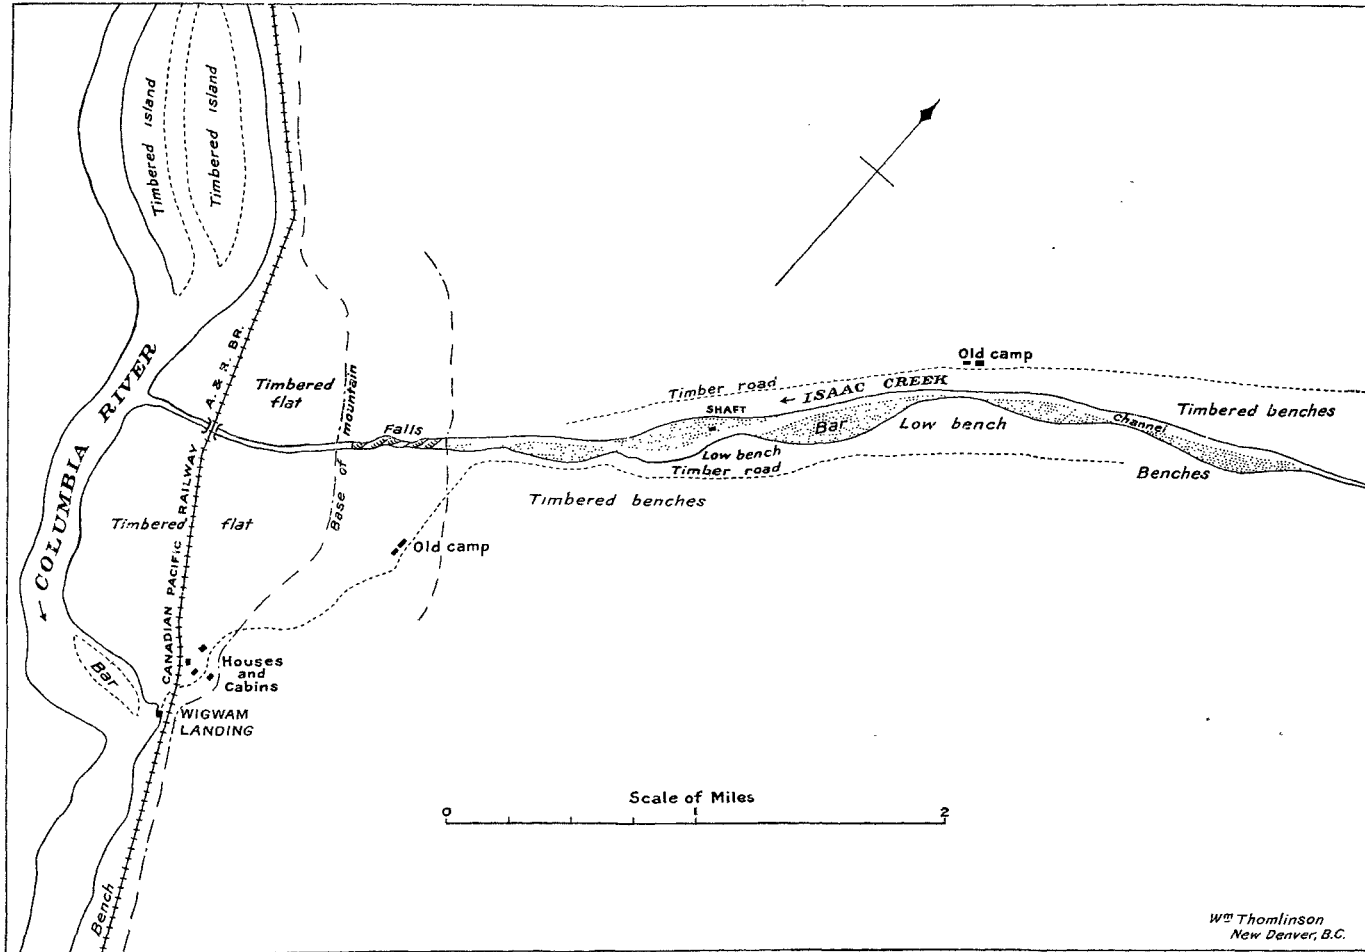 Timbered island
Timbered Island
COLUMBIA RIVER
CANADIAN PACIFIC RAILWAY A. & R. BR.
Timbered
flat
Base of mountain
Falls
Timber road
← ISAAC CREEK
SHAFT
Old camp
Bar
Low bench
Low bench
Timber road
Timbered benches
channel
Timbered benches
Benches
Timbered flat
Old camp
Houses
and
Cabins
Bar
WIGWAM
LANDING
Bench
Scale of Miles
0 1 2
Wm Thomlinson
New Denver, B.C.